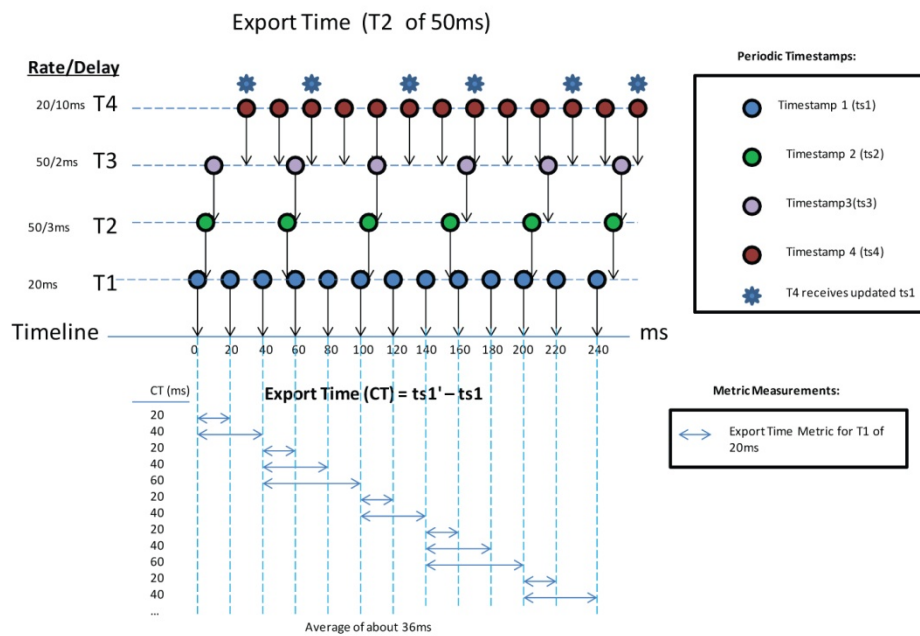 Export Time (T2 of 50ms)
Rate/Delay
20/10ms T4
50/2ms T3
50/3ms T2
20ms T1
Timeline
ms
0 20 40 60 80 100 120 140 160 180 200 220 240
Periodic Timestamps:
Timestamp 1 (ts1)
Timestamp 2 (ts2)
Timestamp3(ts3)
Timestamp 4 (ts4)
T4 receives updated ts1
CT (ms)
Export Time (CT) = ts1' – ts1
20
40
20
40
60
20
40
20
40
60
20
40
...
Average of about 36ms
Metric Measurements:
Export Time Metric for T1 of
20ms